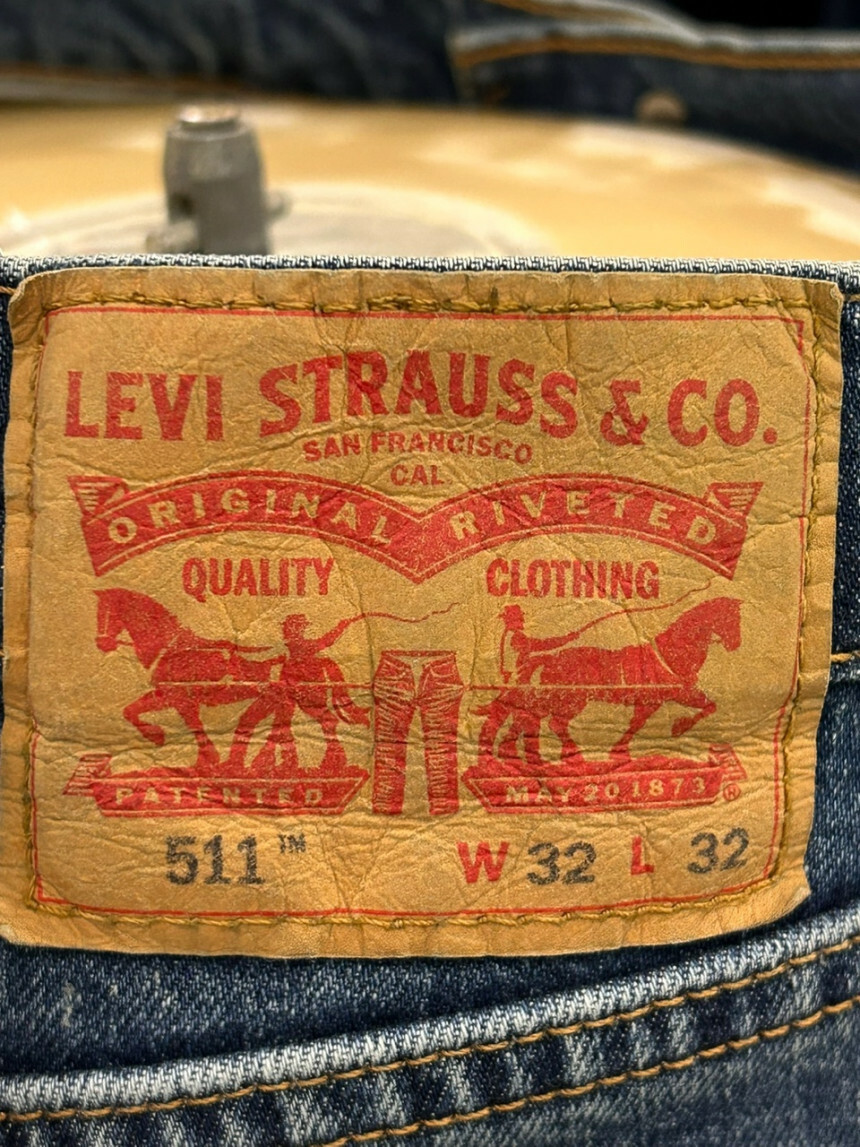 LEVI STRAUSS & CO.
SAN FRANCISCO
CAL.
ORIGINAL RIVETED
QUALITY CLOTHING
PATENTED MAY 20 1873 ®
511™ W 32 L 32